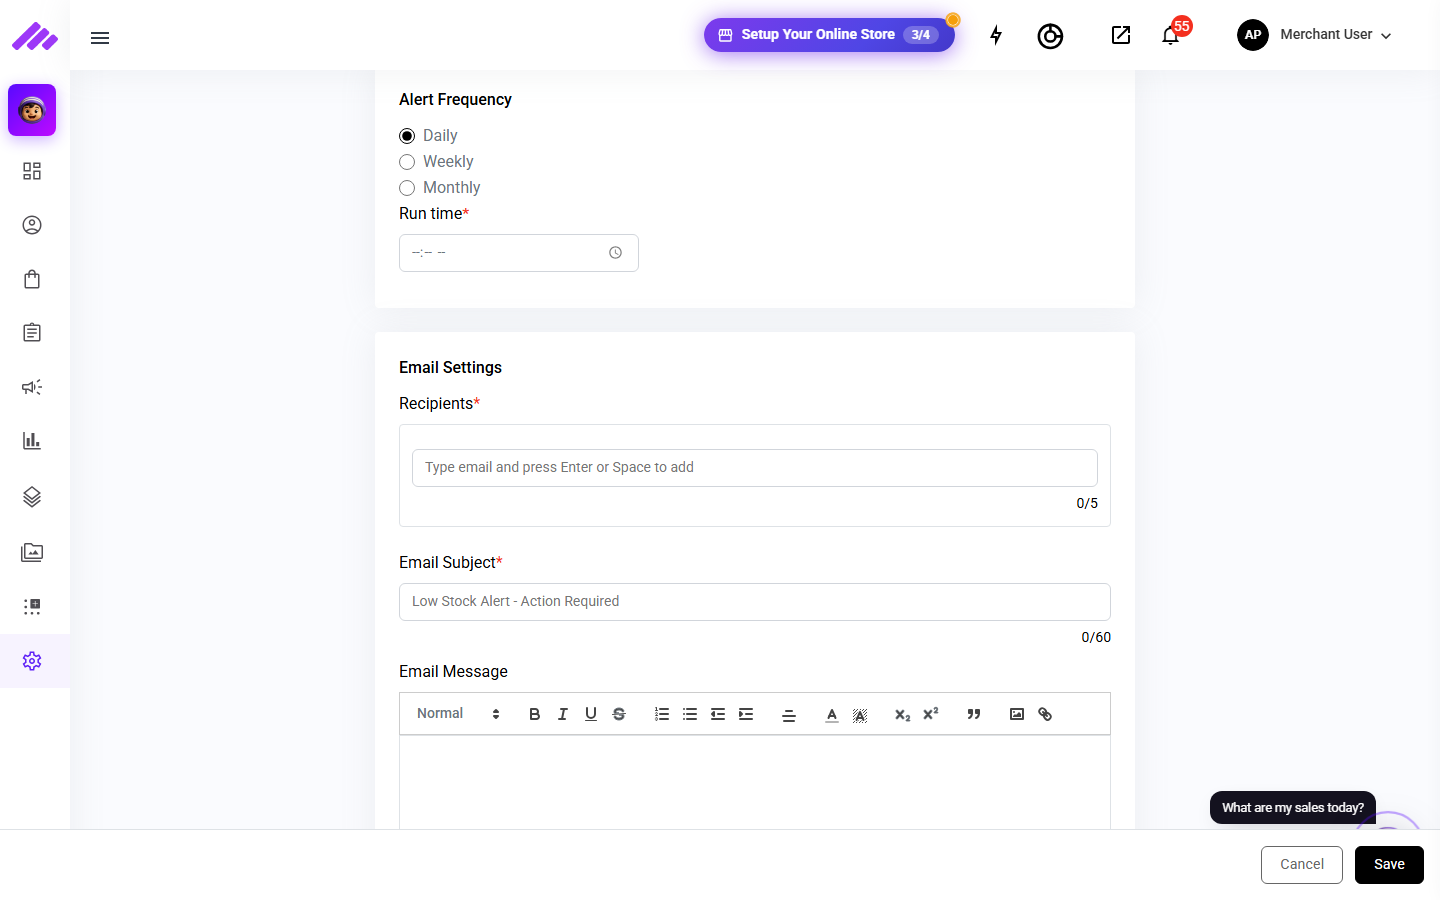 Setup Your Online Store 3/4
55
AP Merchant User
Alert Frequency
Daily
Weekly
Monthly
Run time*
--:-- --
Email Settings
Recipients*
Type email and press Enter or Space to add
0/5
Email Subject*
Low Stock Alert - Action Required
0/60
Email Message
Normal
What are my sales today?
Cancel Save